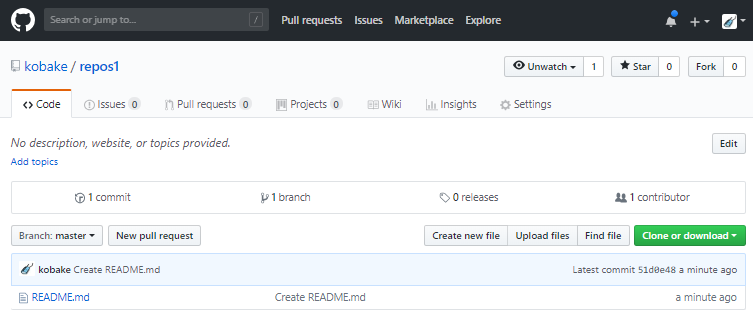 Search or jump to... / Pull requests Issues Marketplace Explore
kobake / repos1 Unwatch 1 Star 0 Fork 0
Code Issues 0 Pull requests 0 Projects 0 Wiki Insights Settings
No description, website, or topics provided. Edit
Add topics
1 commit 1 branch 0 releases 1 contributor
Branch: master New pull request Create new file Upload files Find file Clone or download
kobake Create README.md Latest commit 51d0e48 a minute ago
README.md Create README.md a minute ago